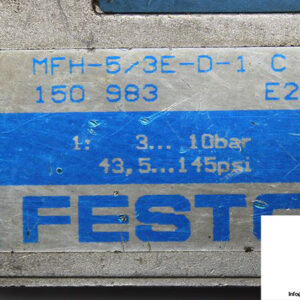 MFH-5/3E-D-1 C
150 983 E2
1: 3... 10bar
43,5...145psi
FESTO